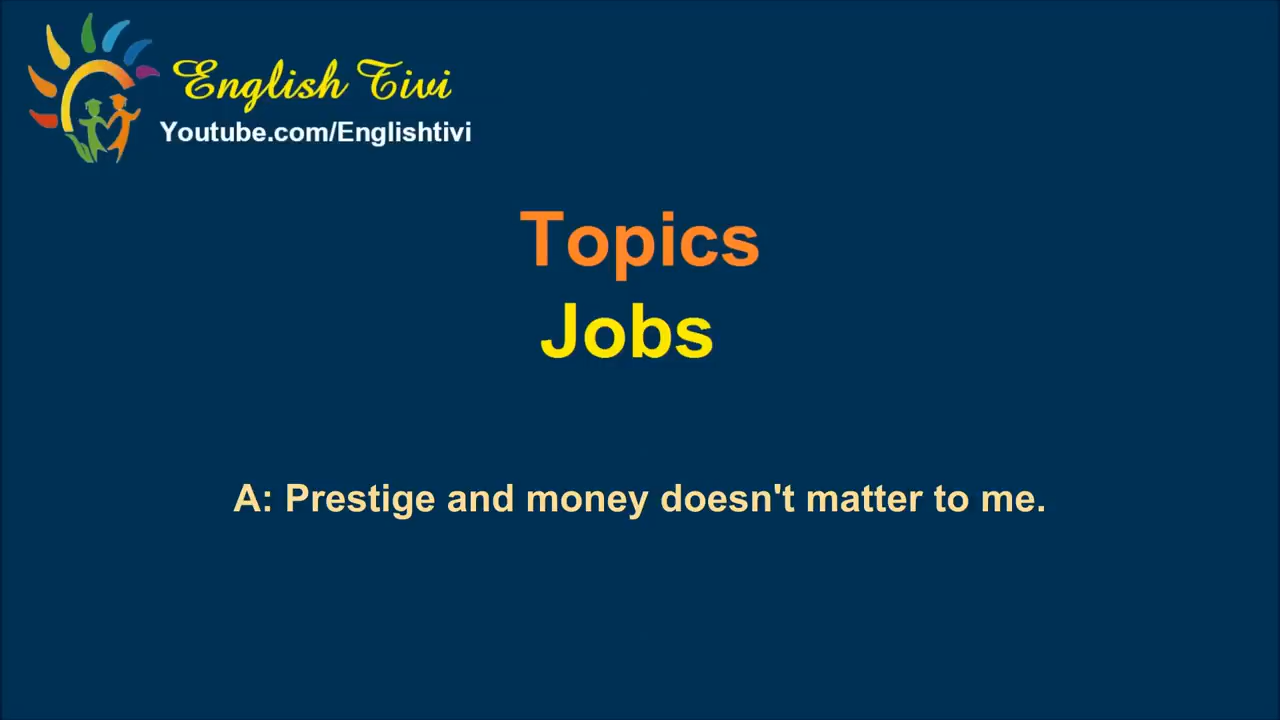 English Tivi
Youtube.com/Englishtivi
Topics
Jobs
A: Prestige and money doesn't matter to me.